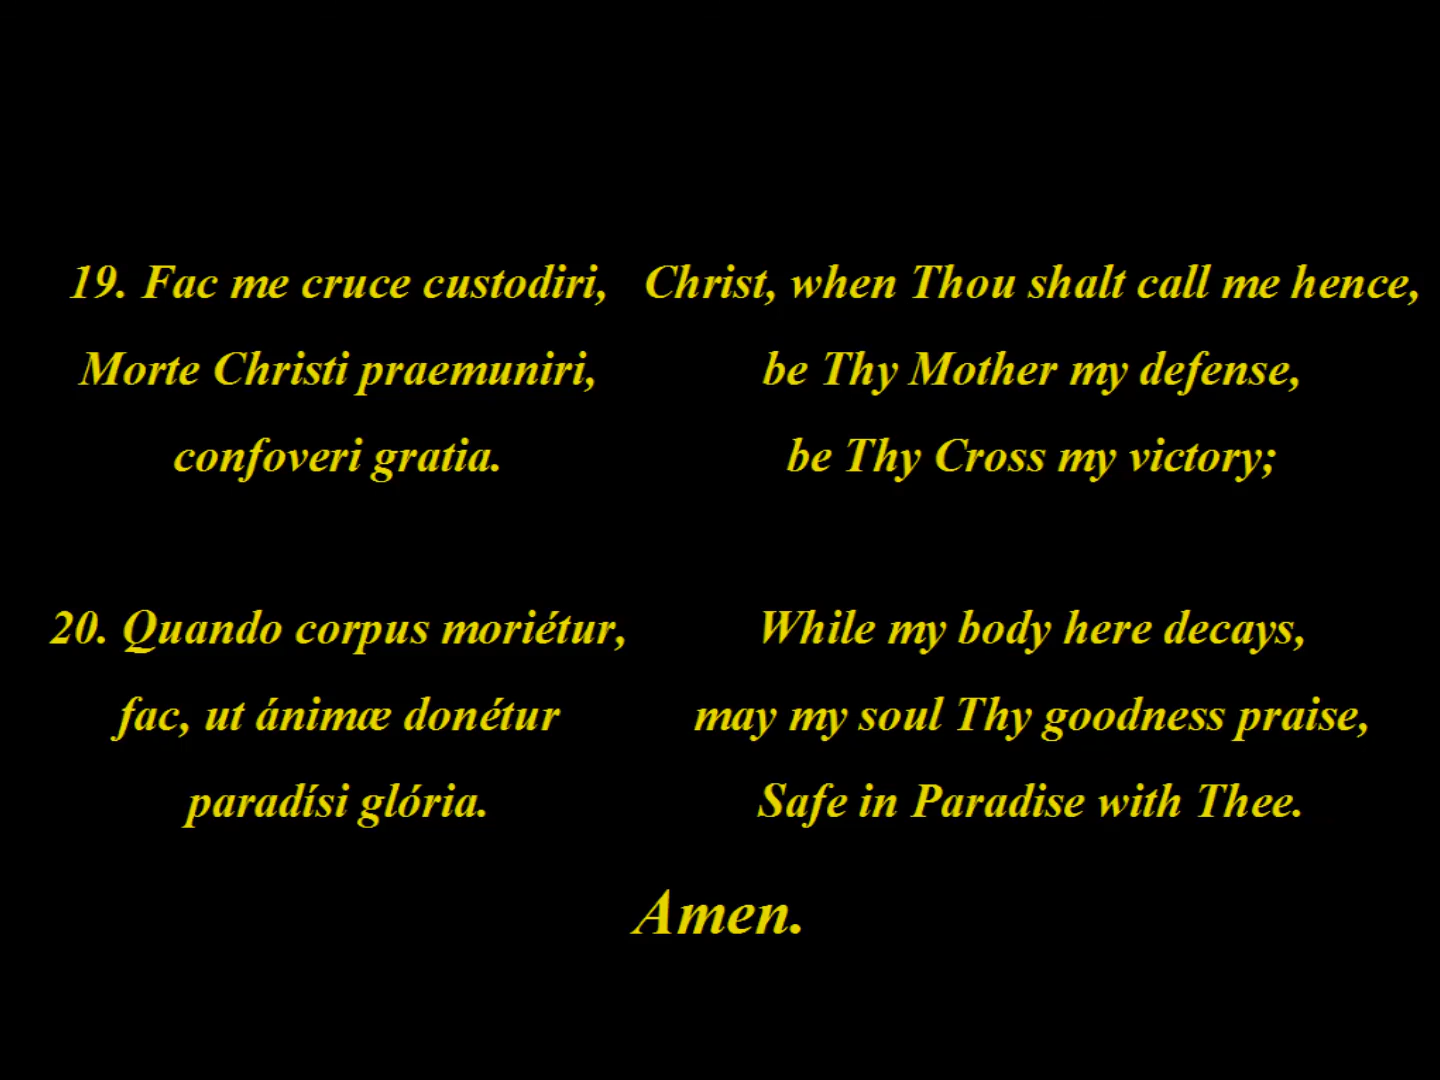 19. Fac me cruce custodiri,
Morte Christi praemuniri,
confoveri gratia.
Christ, when Thou shalt call me hence,
be Thy Mother my defense,
be Thy Cross my victory;
20. Quando corpus moriétur,
fac, ut ánimæ donétur
paradísi glória.
While my body here decays,
may my soul Thy goodness praise,
Safe in Paradise with Thee.
Amen.